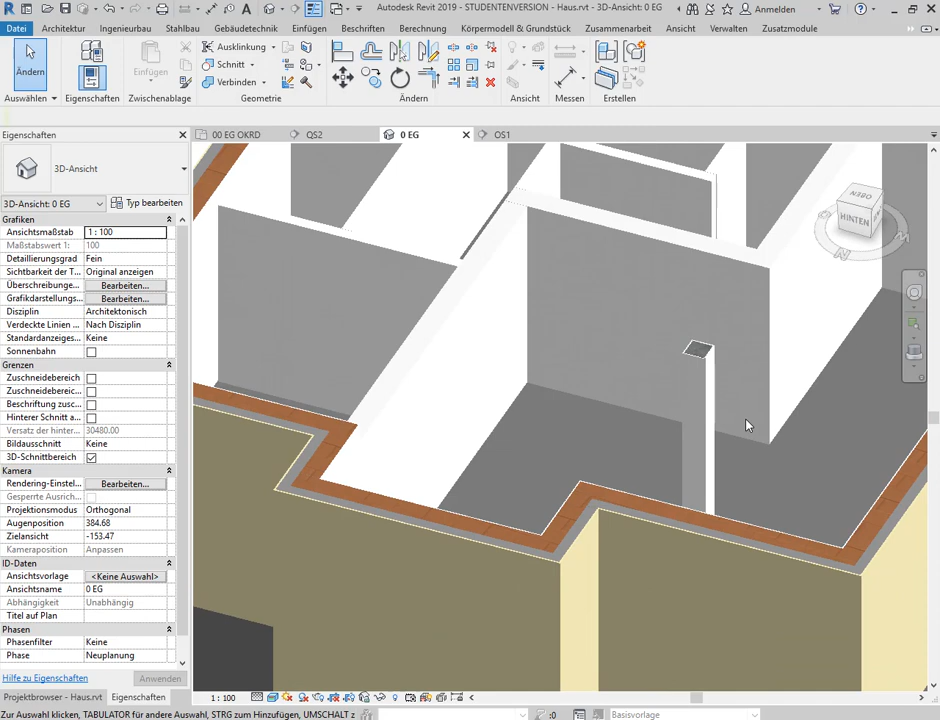 Autodesk Revit 2019 - STUDENTENVERSION - Haus.rvt - 3D-Ansicht: 0 EG
Anmelden
Datei Architektur Ingenieurbau Stahlbau Gebäudetechnik Einfügen Beschriften Berechnung Körpermodell & Grundstück Zusammenarbeit Ansicht Verwalten Zusatzmodule
Ändern
Einfügen
Ausklinkung
Schnitt
Verbinden
Auswählen Eigenschaften Zwischenablage Geometrie Ändern Ansicht Messen Erstellen
Eigenschaften
00 EG OKRD QS2 0 EG OS1
3D-Ansicht
3D-Ansicht: 0 EG Typ bearbeiten
Grafiken
Ansichtsmaßstab 1 : 100
Maßstabswert 1: 100
Detaillierungsgrad Fein
Sichtbarkeit der T... Original anzeigen
Überschreibunge... Bearbeiten...
Grafikdarstellungs... Bearbeiten...
Disziplin Architektonisch
Verdeckte Linien ... Nach Disziplin
Standardanzeiges... Keine
Sonnenbahn
Grenzen
Zuschneidebereich
Zuschneidebereic...
Beschriftung zusc...
Hinterer Schnitt a...
Versatz der hinter... 30480.00
Bildausschnitt Keine
3D-Schnittbereich
Kamera
Rendering-Einstel... Bearbeiten...
Gesperte Ausrich...
Projektionsmodus Orthogonal
Augenposition 384.68
Zielansicht -153.47
Kameraposition Anpassen
ID-Daten
Ansichtsvorlage <Keine Auswahl>
Ansichtsname 0 EG
Abhängigkeit Unabhängig
Titel auf Plan
Phasen
Phasenfilter Keine
Phase Neuplanung
Hilfe zu Eigenschaften Anwenden
Projektbrowser - Haus.rvt Eigenschaften
1 : 100
Zur Auswahl klicken, TABULATOR für andere Auswahl, STRG zum Hinzufügen, UMSCHALT z
:0
Basisvorlage
OBEN
HINTEN